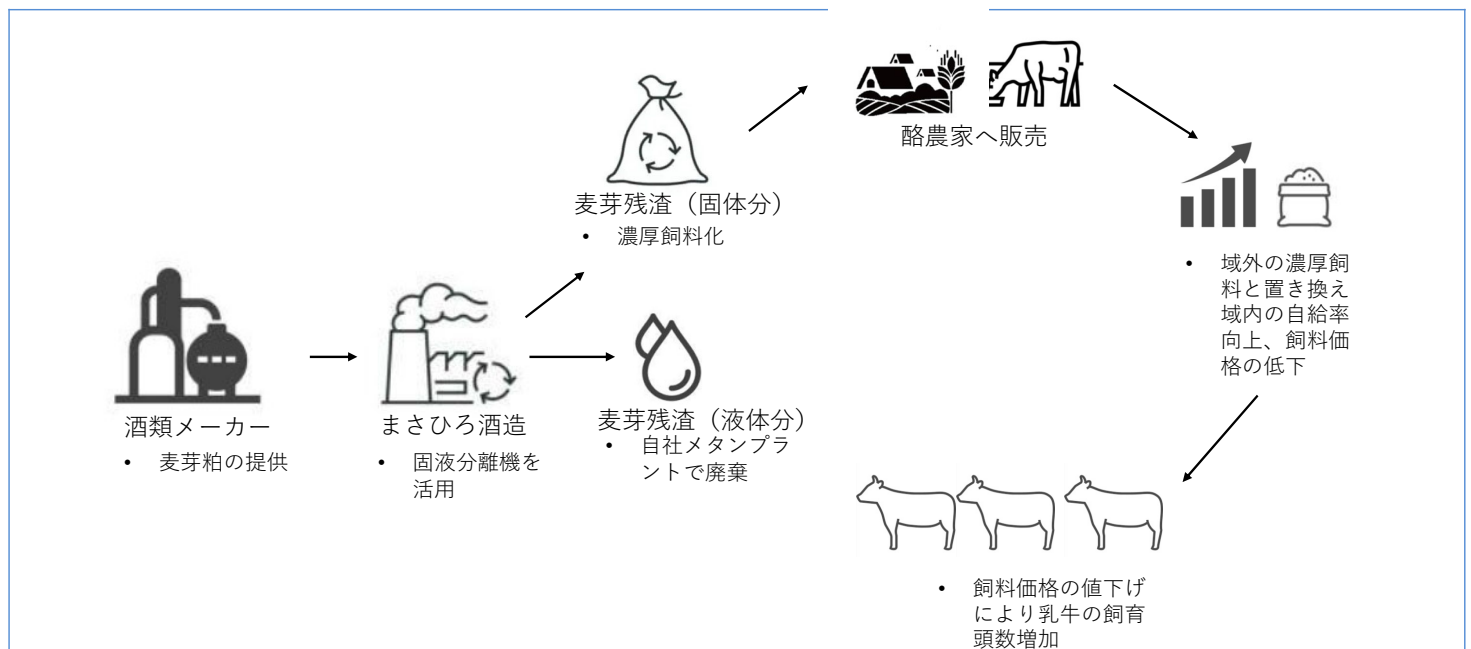 酪農家へ販売
麦芽残渣（固体分）
• 濃厚飼料化
• 域外の濃厚飼
料と置き換え
域内の自給率
向上、飼料価
格の低下
酒類メーカー
• 麦芽粕の提供
まさひろ酒造
• 固液分離機を
活用
麦芽残渣（液体分）
• 自社メタンプラ
ントで廃棄
• 飼料価格の値下げ
により乳牛の飼育
頭数増加